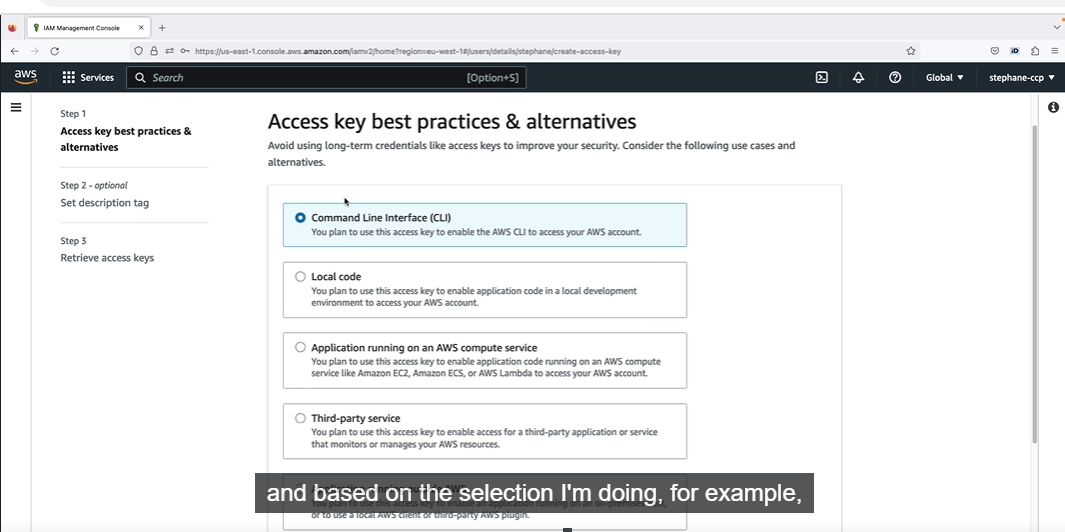 IAM Management Console
https://us-east-1.console.aws.amazon.com/iamv2/home?region=eu-west-1#/users/details/stephane/create-access-key
aws Services Search [Option+S] Global stephane-ccp
Step 1
Access key best practices &
alternatives
Step 2 - optional
Set description tag
Step 3
Retrieve access keys
Access key best practices & alternatives
Avoid using long-term credentials like access keys to improve your security. Consider the following use cases and
alternatives.
Command Line Interface (CLI)
You plan to use this access key to enable the AWS CLI to access your AWS account.
Local code
You plan to use this access key to enable application code in a local development
environment to access your AWS account.
Application running on an AWS compute service
You plan to use this access key to enable application code running on an AWS compute
service like Amazon EC2, Amazon ECS, or AWS Lambda to access your AWS account.
Third-party service
You plan to use this access key to enable access for a third-party application or service
that monitors or manages your AWS resources.
and based on the selection I'm doing, for example,
or to use a local AWS client or third-party AWS plugin.